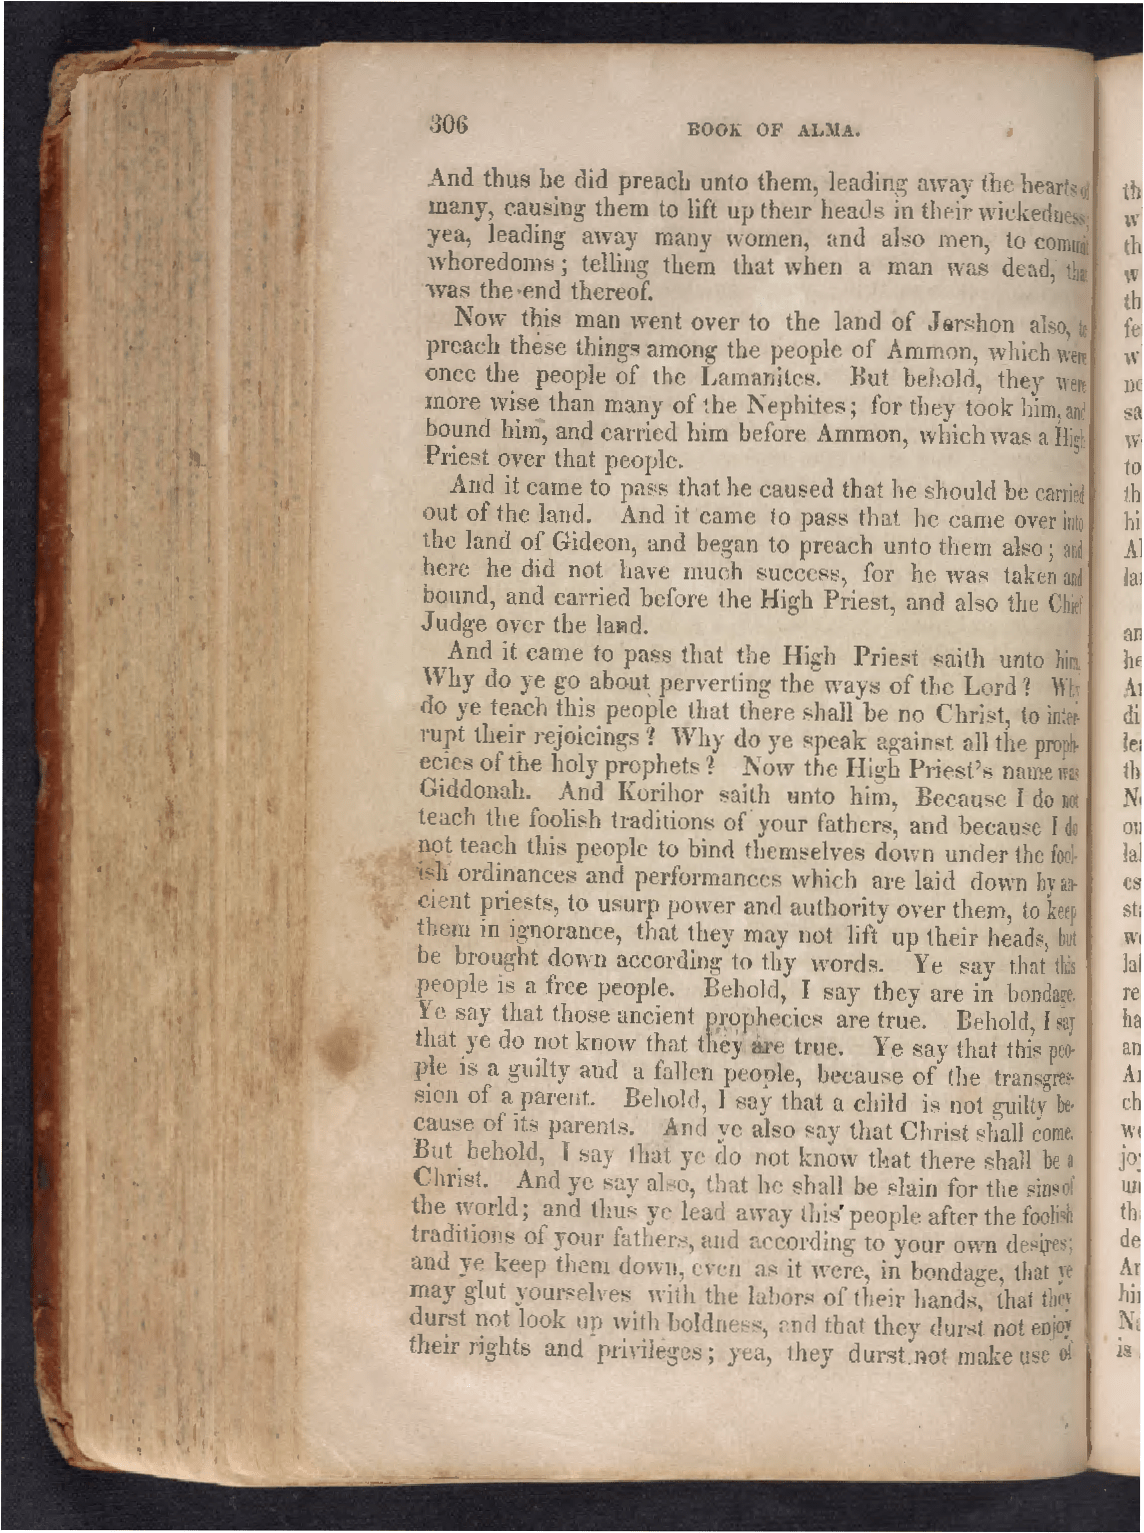 306 BOOK OF ALMA.
And thus he did preach unto them, leading away the hearts of
many, causing them to lift up their heads in their wickedness;
yea, leading away many women, and also men, to commit
whoredoms; telling them that when a man was dead, that
was the end thereof.
Now this man went over to the land of Jershon also, to
preach these things among the people of Ammon, which were
once the people of the Lamanites. But behold, they were
more wise than many of the Nephites; for they took him, and
bound him, and carried him before Ammon, which was a High
Priest over that people.
And it came to pass that he caused that he should be carried
out of the land. And it came to pass that he came over into
the land of Gideon, and began to preach unto them also; and
here he did not have much success, for he was taken and
bound, and carried before the High Priest, and also the Chief
Judge over the land.
And it came to pass that the High Priest saith unto him,
Why do ye go about perverting the ways of the Lord? Why
do ye teach this people that there shall be no Christ, to inter-
rupt their rejoicings? Why do ye speak against all the proph-
ecies of the holy prophets? Now the High Priest's name was
Giddonah. And Korihor saith unto him, Because I do not
teach the foolish traditions of your fathers, and because I do
not teach this people to bind themselves down under the fool-
ish ordinances and performances which are laid down by an-
cient priests, to usurp power and authority over them, to keep
them in ignorance, that they may not lift up their heads, but
be brought down according to thy words. Ye say that this
people is a free people. Behold, I say they are in bondage.
Ye say that those ancient prophecies are true. Behold, I say
that ye do not know that they are true. Ye say that this peo-
ple is a guilty and a fallen people, because of the transgres-
sion of a parent. Behold, I say that a child is not guilty be-
cause of its parents. And ye also say that Christ shall come.
But behold, I say that ye do not know that there shall be a
Christ. And ye say also, that he shall be slain for the sins of
the world; and thus ye lead away this people after the foolish
traditions of your fathers, and according to your own desires;
and ye keep them down, even as it were, in bondage, that ye
may glut yourselves with the labors of their hands, that they
durst not look up with boldness, and that they durst not enjoy
their rights and privileges; yea, they durst not make use of